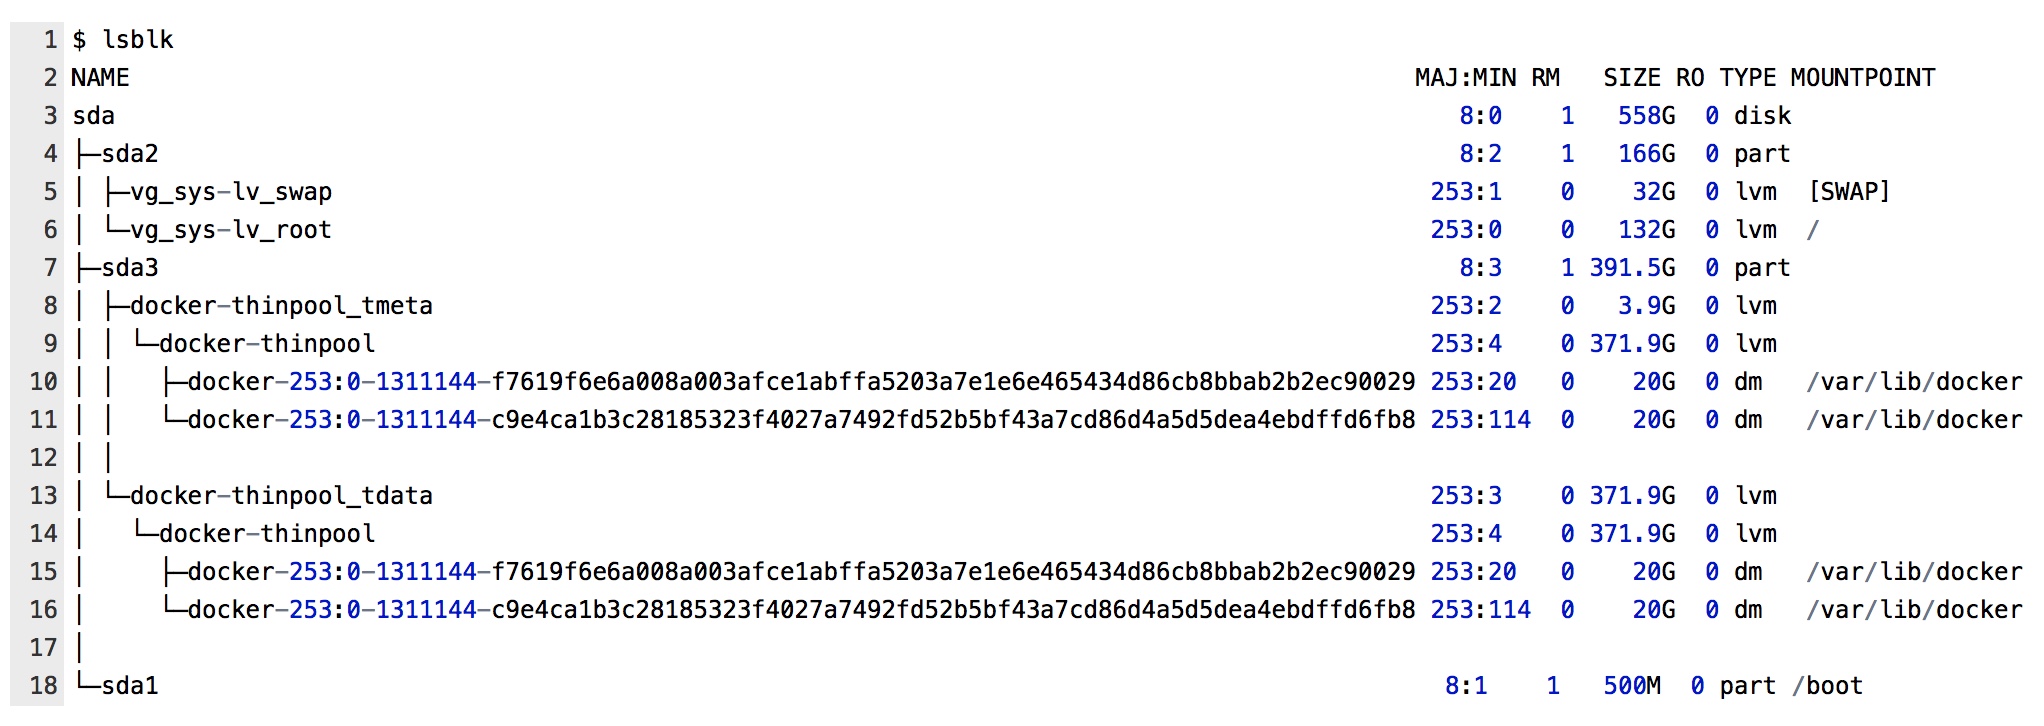 1 $ lsblk
2 NAME                                                                                         MAJ:MIN RM   SIZE RO TYPE MOUNTPOINT
3 sda                                                                                             8:0    1   558G  0 disk
4 ├─sda2                                                                                          8:2    1   166G  0 part
5 │ ├─vg_sys-lv_swap                                                                            253:1    0    32G  0 lvm  [SWAP]
6 │ └─vg_sys-lv_root                                                                            253:0    0   132G  0 lvm  /
7 ├─sda3                                                                                          8:3    1 391.5G  0 part
8 │ ├─docker-thinpool_tmeta                                                                     253:2    0   3.9G  0 lvm
9 │ │ └─docker-thinpool                                                                         253:4    0 371.9G  0 lvm
10 │ │   ├─docker-253:0-1311144-f7619f6e6a008a003afce1abffa5203a7e1e6e465434d86cb8bbab2b2ec90029 253:20   0    20G  0 dm   /var/lib/docker
11 │ │   └─docker-253:0-1311144-c9e4ca1b3c28185323f4027a7492fd52b5bf43a7cd86d4a5d5dea4ebdffd6fb8 253:114  0    20G  0 dm   /var/lib/docker
12 │ │
13 │ └─docker-thinpool_tdata                                                                     253:3    0 371.9G  0 lvm
14 │   └─docker-thinpool                                                                         253:4    0 371.9G  0 lvm
15 │     ├─docker-253:0-1311144-f7619f6e6a008a003afce1abffa5203a7e1e6e465434d86cb8bbab2b2ec90029 253:20   0    20G  0 dm   /var/lib/docker
16 │     └─docker-253:0-1311144-c9e4ca1b3c28185323f4027a7492fd52b5bf43a7cd86d4a5d5dea4ebdffd6fb8 253:114  0    20G  0 dm   /var/lib/docker
17 │
18 └─sda1                                                                                         8:1    1   500M  0 part /boot